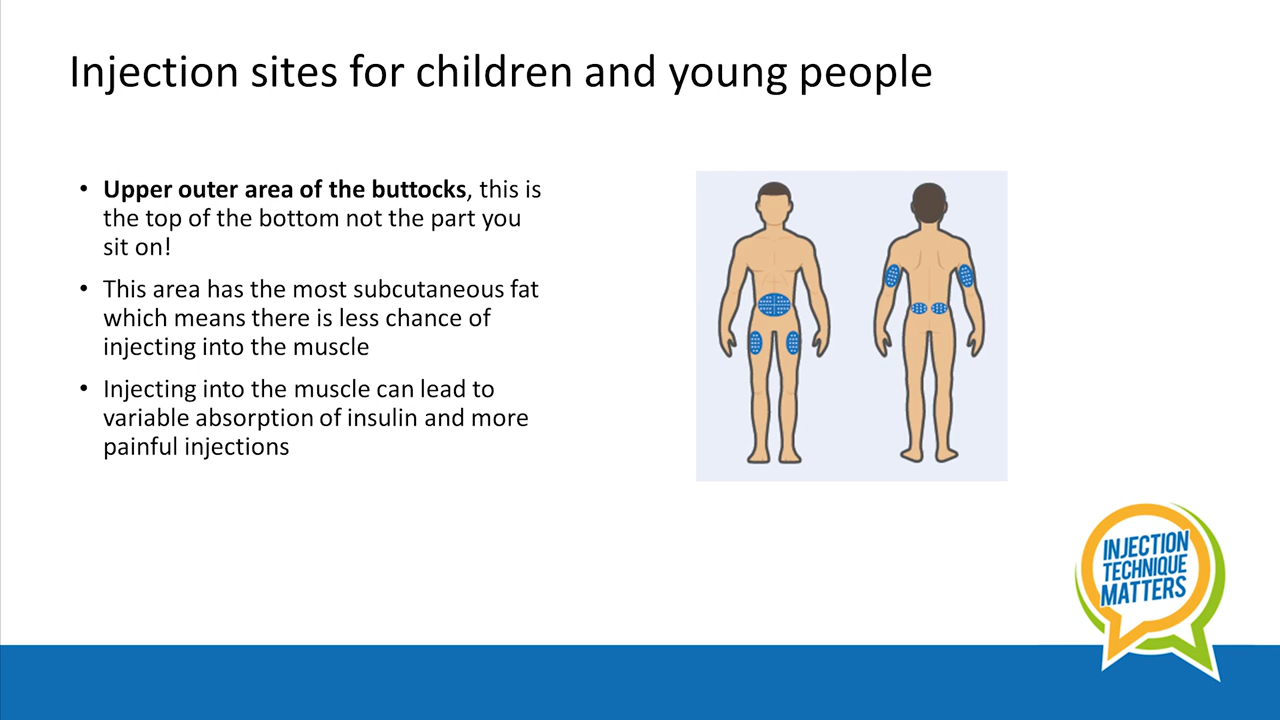 Injection sites for children and young people
• Upper outer area of the buttocks, this is
the top of the bottom not the part you
sit on!
• This area has the most subcutaneous fat
which means there is less chance of
injecting into the muscle
• Injecting into the muscle can lead to
variable absorption of insulin and more
painful injections
INJECTION
TECHNIQUE
MATTERS